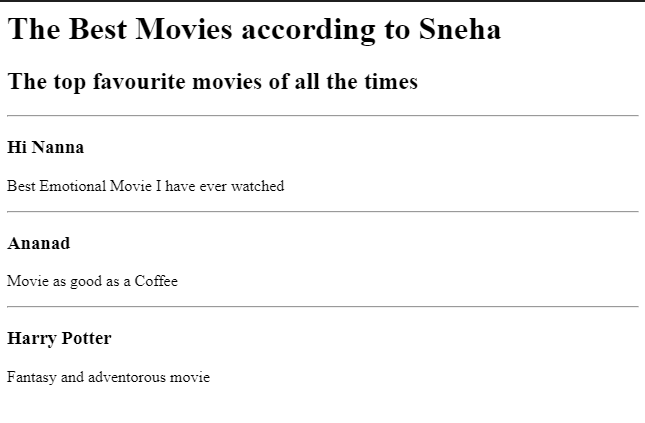 The Best Movies according to Sneha
The top favourite movies of all the times
Hi Nanna
Best Emotional Movie I have ever watched
Ananad
Movie as good as a Coffee
Harry Potter
Fantasy and adventorous movie